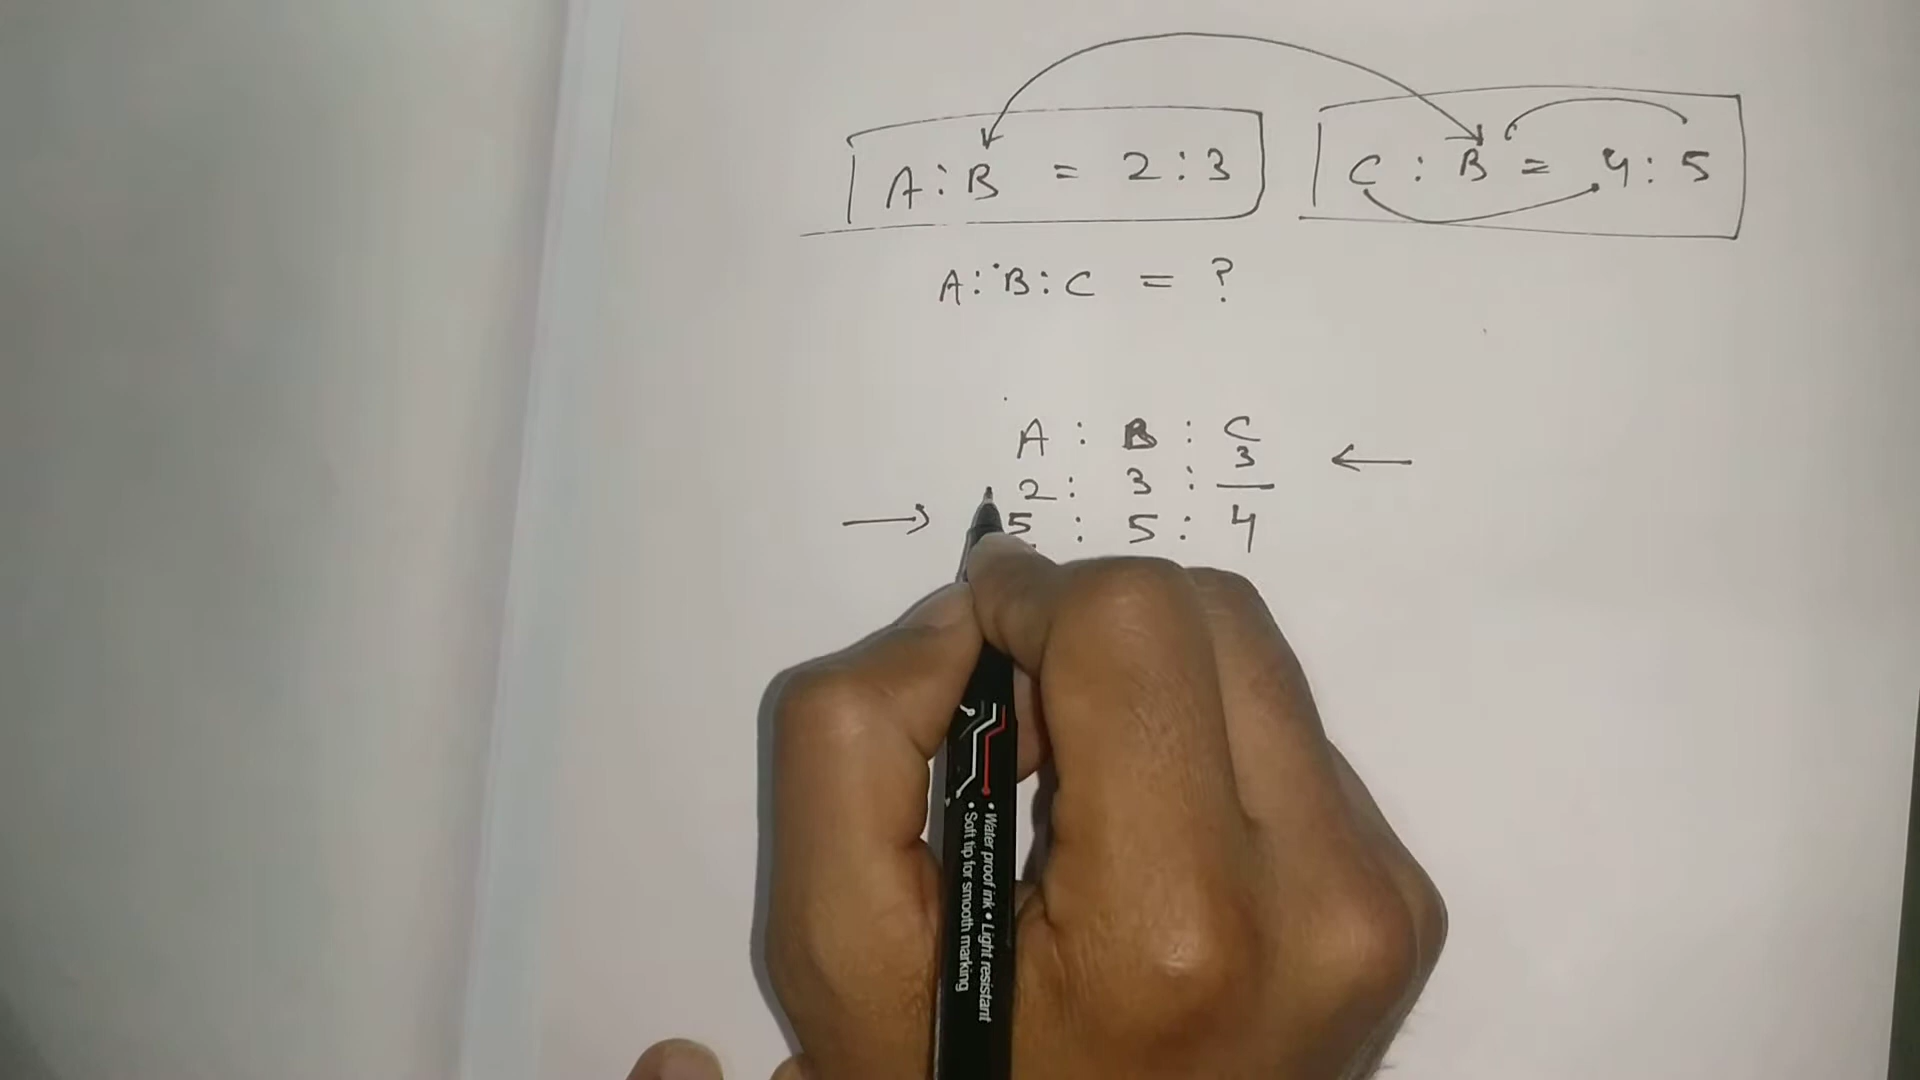 A : B = 2 : 3
C : B = 4 : 5
A : B : C = ?
A : B : C
3
2 : 3 :
5 : 5 : 4
• Water proof ink • Light resistant
• Soft tip for smooth marking